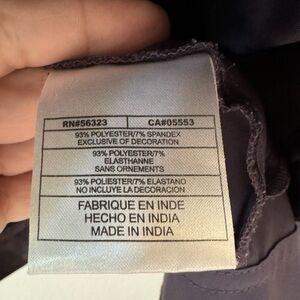 RN#56323 CA#05553
93% POLYESTER/7% SPANDEX
EXCLUSIVE OF DECORATION
93% POLYESTER/7%
ELASTHANNE
SANS ORNEMENTS
93% POLIESTER/7% ELASTANO
NO INCLUYE LA DECORACION
FABRIQUE EN INDE
HECHO EN INDIA
MADE IN INDIA